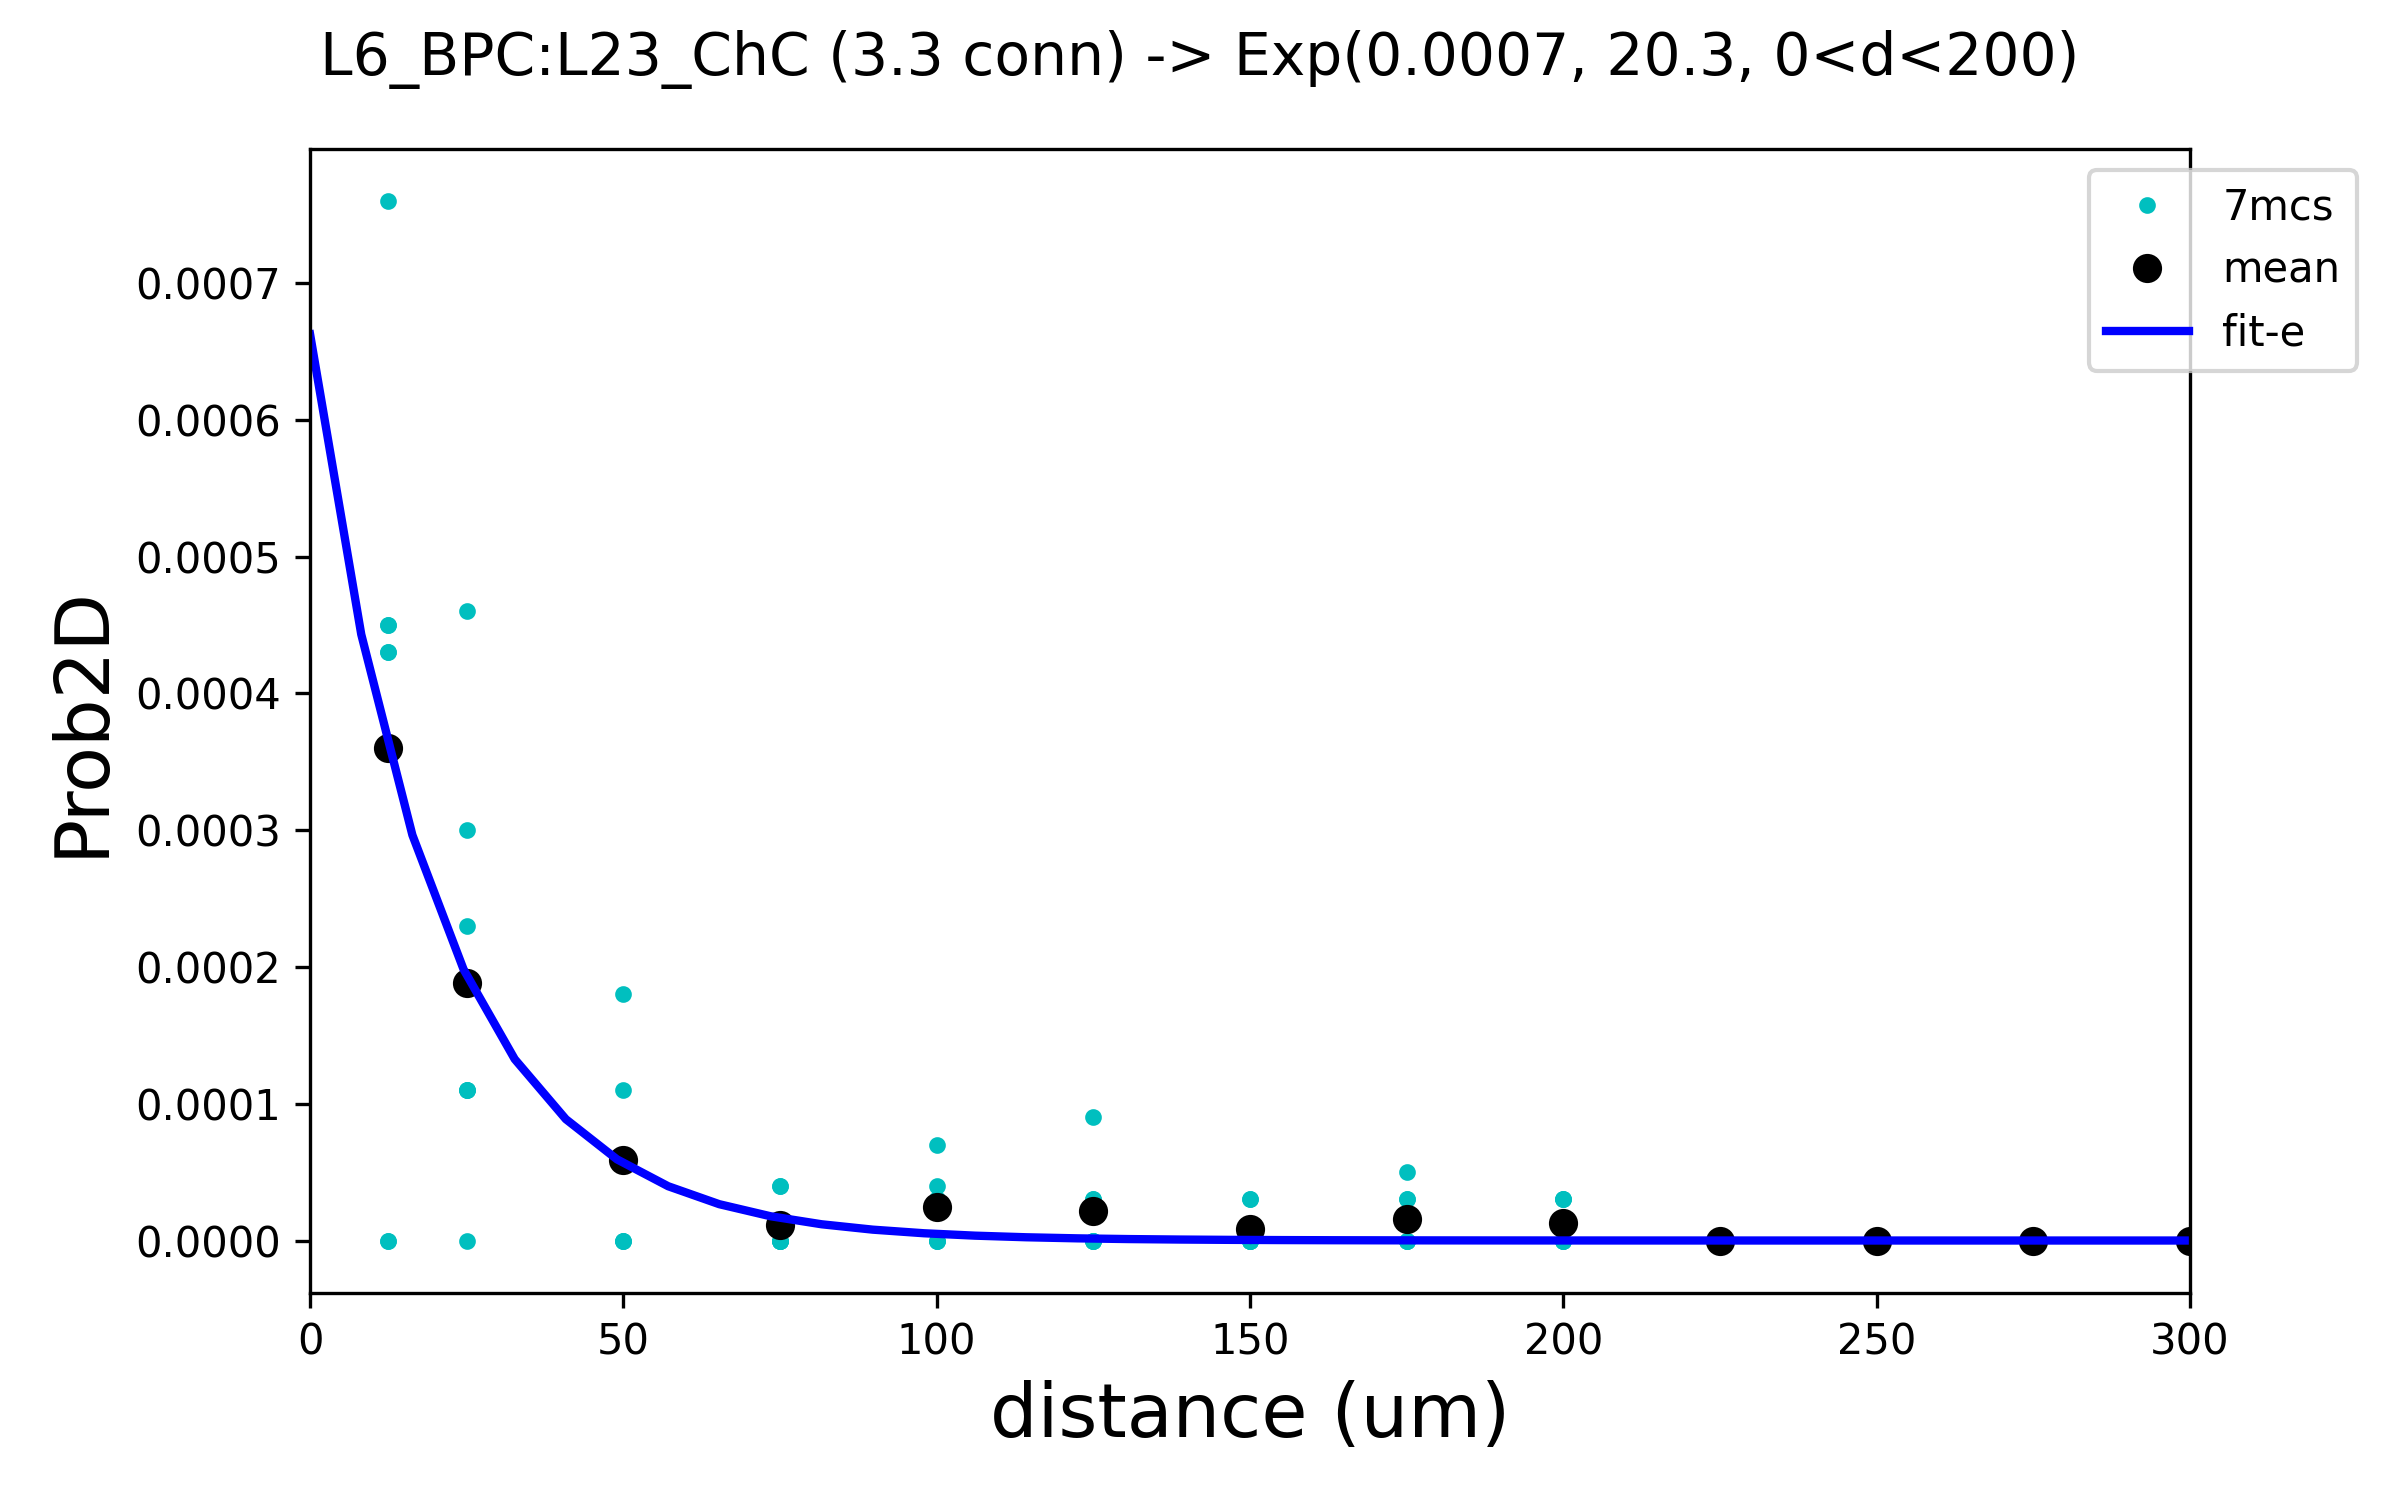 L6_BPC:L23_ChC (3.3 conn) -> Exp(0.0007, 20.3, 0<d<200)
7mcs
mean
fit-e
0.0007
0.0006
0.0005
0.0004
0.0003
0.0002
0.0001
0.0000
Prob2D
0 50 100 150 200 250 300
distance (um)